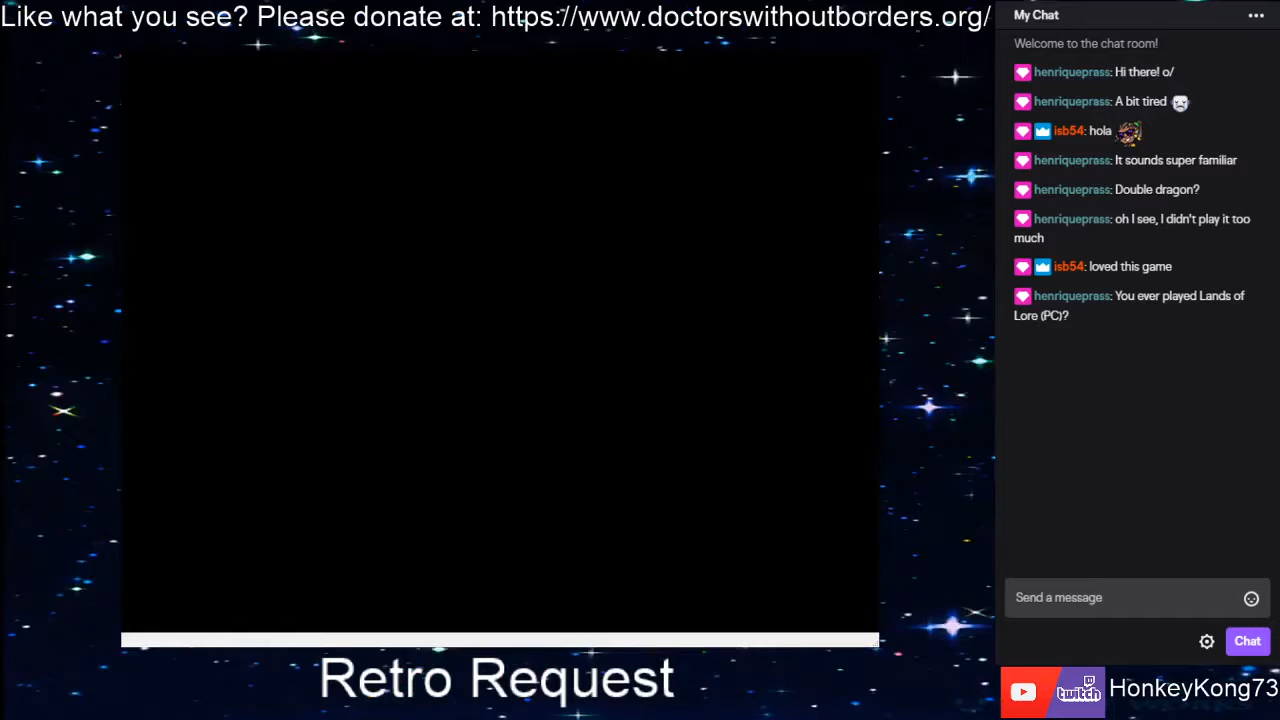 Like what you see? Please donate at: https://www.doctorswithoutborders.org/
My Chat
Welcome to the chat room!
henriqueprass: Hi there! o/
henriqueprass: A bit tired
isb54: hola
henriqueprass: It sounds super familiar
henriqueprass: Double dragon?
henriqueprass: oh I see, I didn't play it too
much
isb54: loved this game
henriqueprass: You ever played Lands of
Lore (PC)?
Send a message
Chat
Retro Request
twitch HonkeyKong73